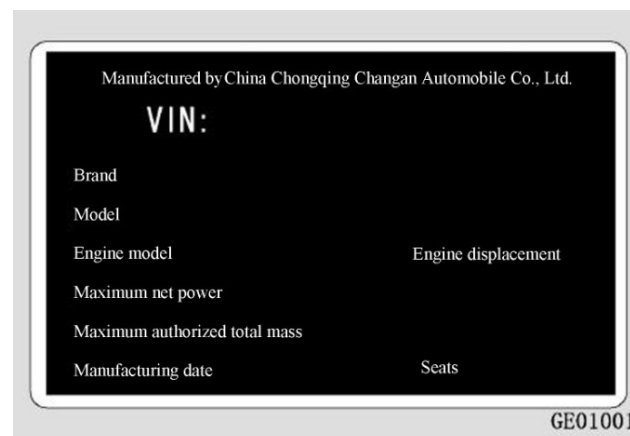 Manufactured by China Chongqing Changan Automobile Co., Ltd.
VIN:
Brand
Model
Engine model Engine displacement
Maximum net power
Maximum authorized total mass
Manufacturing date Seats
GE01001